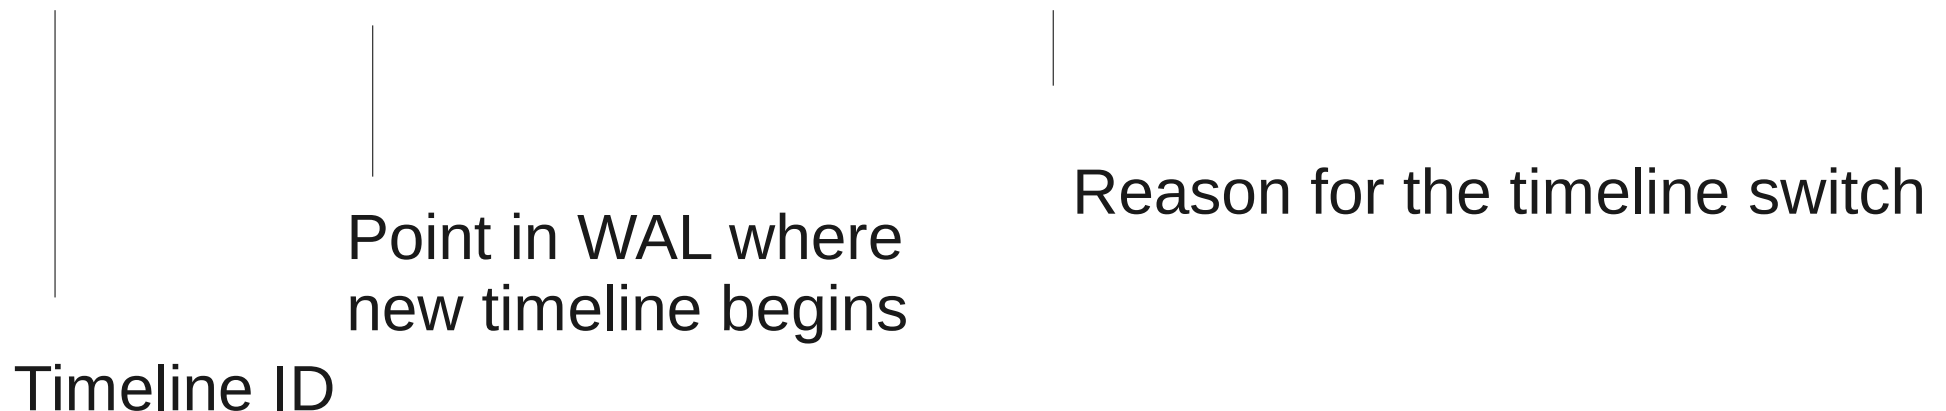 Timeline ID
Point in WAL where
new timeline begins
Reason for the timeline switch